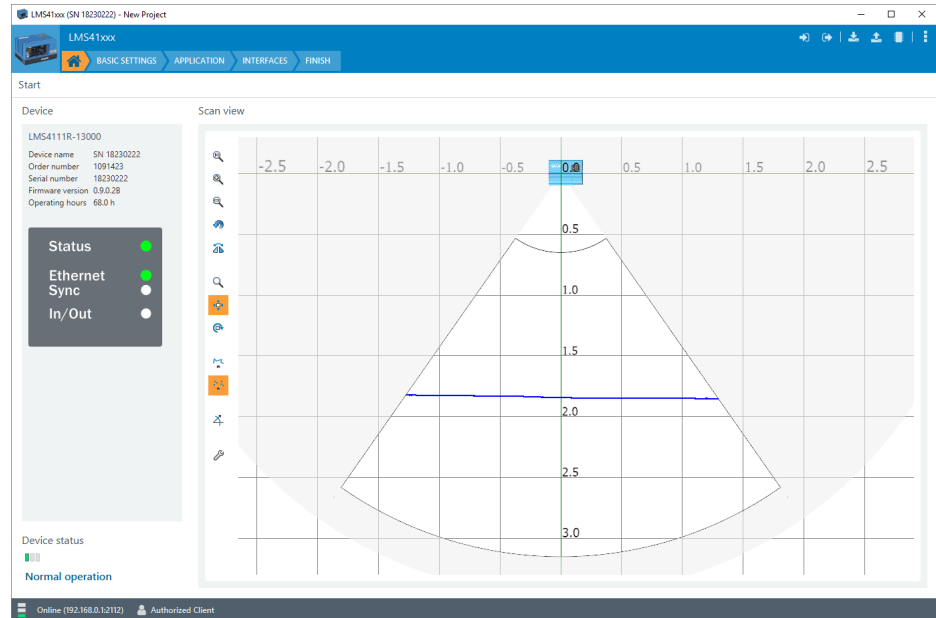 LMS41xxx (SN 18230222) - New Project
LMS41xxx
BASIC SETTINGS APPLICATION INTERFACES FINISH
Start
Device
Scan view
LMS4111R-13000
Device name SN 18230222
Order number 1091423
Serial number 18230222
Firmware version 0.9.0.28
Operating hours 68.0 h
Status
Ethernet
Sync
In/Out
-2.5 -2.0 -1.5 -1.0 -0.5 0.0 0.5 1.0 1.5 2.0 2.5
0.5
1.0
1.5
2.0
2.5
3.0
Device status
Normal operation
Online (192.168.0.1:2112) Authorized Client